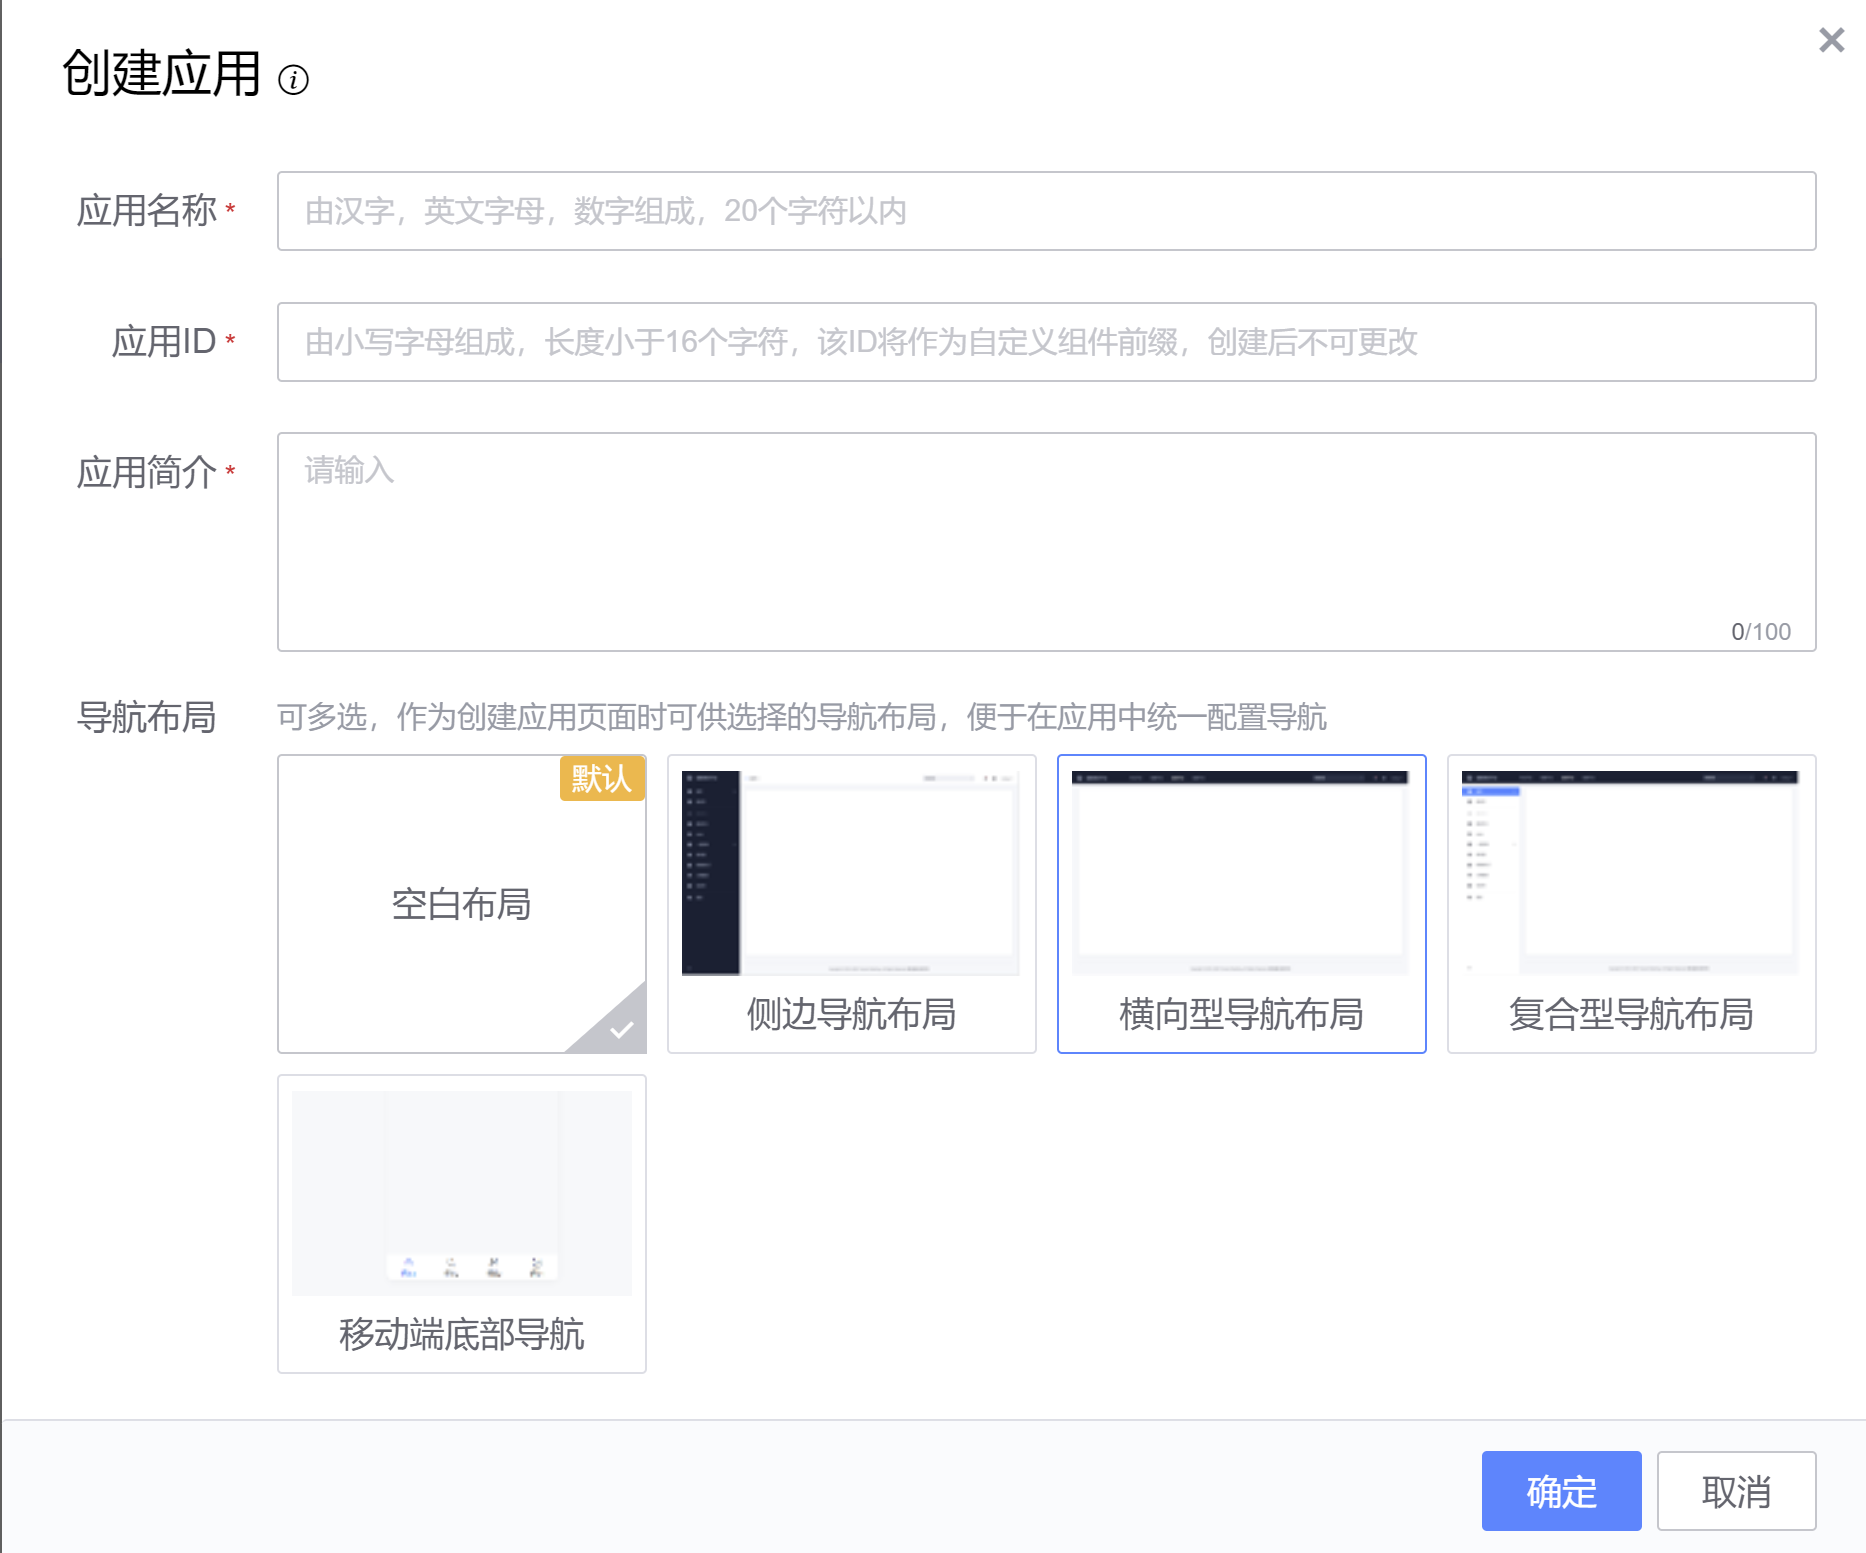 创建应用
应用名称*
由汉字，英文字母，数字组成，20个字符以内
应用ID*
由小写字母组成，长度小于16个字符，该ID将作为自定义组件前缀，创建后不可更改
应用简介*
请输入
0/100
导航布局
可多选，作为创建应用页面时可供选择的导航布局，便于在应用中统一配置导航
默认
空白布局
侧边导航布局
横向型导航布局
复合型导航布局
移动端底部导航
确定
取消